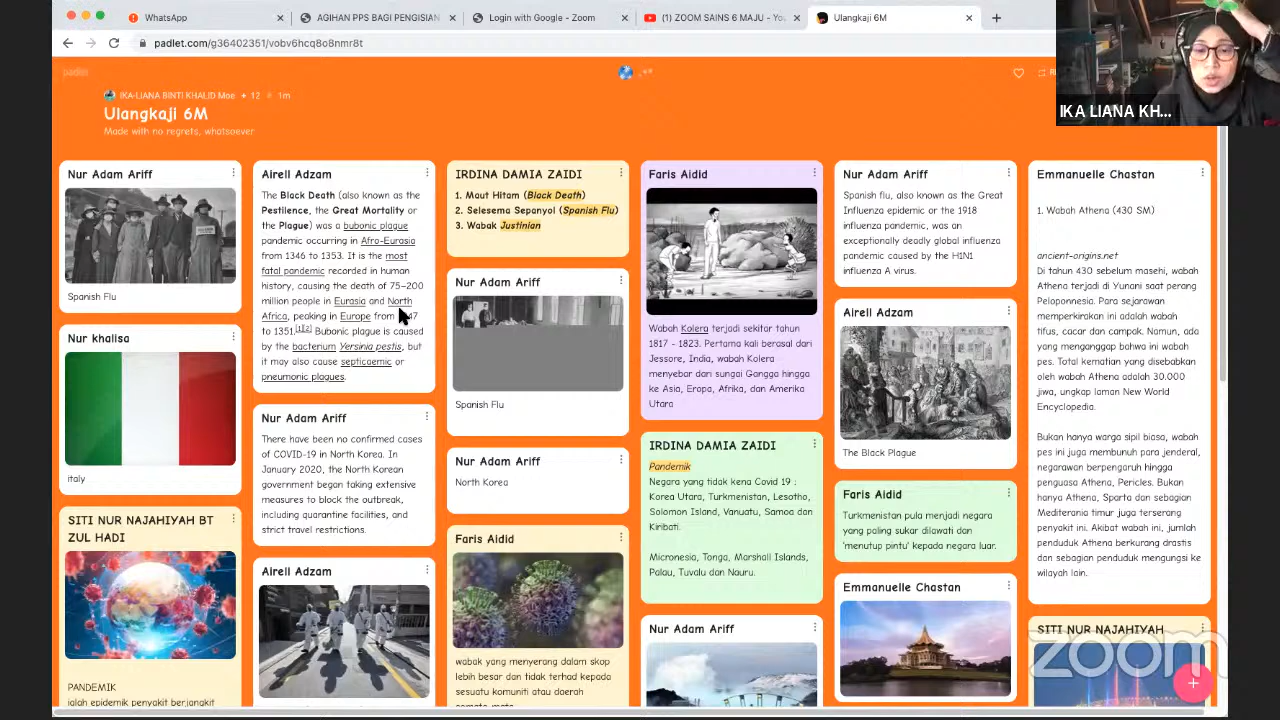 WhatsApp
AGIHAN PPS BAGI PENGISIAN
Login with Google - Zoom
(1) ZOOM SAINS 6 MAJU - Yo
Ulangkaji 6M
padlet.com/g36402351/vobv6hcq8o8nmr8t
padlet
IKA-LIANA BINTI KHALID Moe + 12 1m
Ulangkaji 6M
Made with no regrets, whatsoever
IKA LIANA KH...
Nur Adam Ariff
Spanish Flu
Nur khalisa
italy
SITI NUR NAJAHIYAH BT
ZUL HADI
PANDEMIK
ialah epidemik penyakit berjangkit
Airell Adzam
The Black Death (also known as the
Pestilence, the Great Mortality or
the Plague) was a bubonic plague
pandemic occurring in Afro-Eurasia
from 1346 to 1353. It is the most
fatal pandemic recorded in human
history, causing the death of 75–200
million people in Eurasia and North
Africa, peaking in Europe from 47
to 1351.[1][2] Bubonic plague is caused
by the bacterium Yersinia pestis, but
it may also cause septicaemic or
pneumonic plagues.
Nur Adam Ariff
There have been no confirmed cases
of COVID-19 in North Korea. In
January 2020, the North Korean
government began taking extensive
measures to block the outbreak,
including quarantine facilities, and
strict travel restrictions.
Airell Adzam
IRDINA DAMIA ZAIDI
1. Maut Hitam (Black Death)
2. Selesema Sepanyol (Spanish Flu)
3. Wabak Justinian
Nur Adam Ariff
Spanish Flu
Nur Adam Ariff
North Korea
Faris Aidid
wabak yang menyerang dalam skop
lebih besar dan tidak terhad kepada
sesuatu komuniti atau daerah
Faris Aidid
Wabah Kolera terjadi sekitar tahun
1817 - 1823. Pertama kali berasal dari
Jessore, India, wabah Kolera
menyebar dari sungai Gangga hingga
ke Asia, Eropa, Afrika, dan Amerika
Utara
IRDINA DAMIA ZAIDI
Pandemik
Negara yang tidak kena Covid 19 :
Korea Utara, Turkmenistan, Lesotho,
Solomon Island, Vanuatu, Samoa dan
Kiribati.
Micronesia, Tonga, Marshall Islands,
Palau, Tuvalu dan Nauru.
Nur Adam Ariff
Nur Adam Ariff
Spanish flu, also known as the Great
Influenza epidemic or the 1918
influenza pandemic, was an
exceptionally deadly global influenza
pandemic caused by the H1N1
influenza A virus.
Airell Adzam
The Black Plague
Faris Aidid
Turkmenistan pula menjadi negara
yang paling sukar dilawati dan
'menutup pintu' kepada negara luar.
Emmanuelle Chastan
Emmanuelle Chastan
1. Wabah Athena (430 SM)
ancient-origins.net
Di tahun 430 sebelum masehi, wabah
Athena terjadi di Yunani saat perang
Peloponnesia. Para sejarawan
memperkirakan ini adalah wabah
tifus, cacar dan campak. Namun, ada
yang menganggap bahwa ini wabah
pes. Total kematian yang disebabkan
oleh wabah Athena adalah 30.000
jiwa, ungkap laman New World
Encyclopedia.
Bukan hanya warga sipil biasa, wabah
pes ini juga membunuh para jenderal,
negarawan berpengaruh hingga
penguasa Athena, Pericles. Bukan
hanya Athena, Sparta dan sebagian
Mediterania timur juga terserang
penyakit ini. Akibat wabah ini, jumlah
penduduk Athena berkurang drastis
dan sebagian penduduk mengungsi ke
wilayah lain.
SITI NUR NAJAHIYAH
zoom